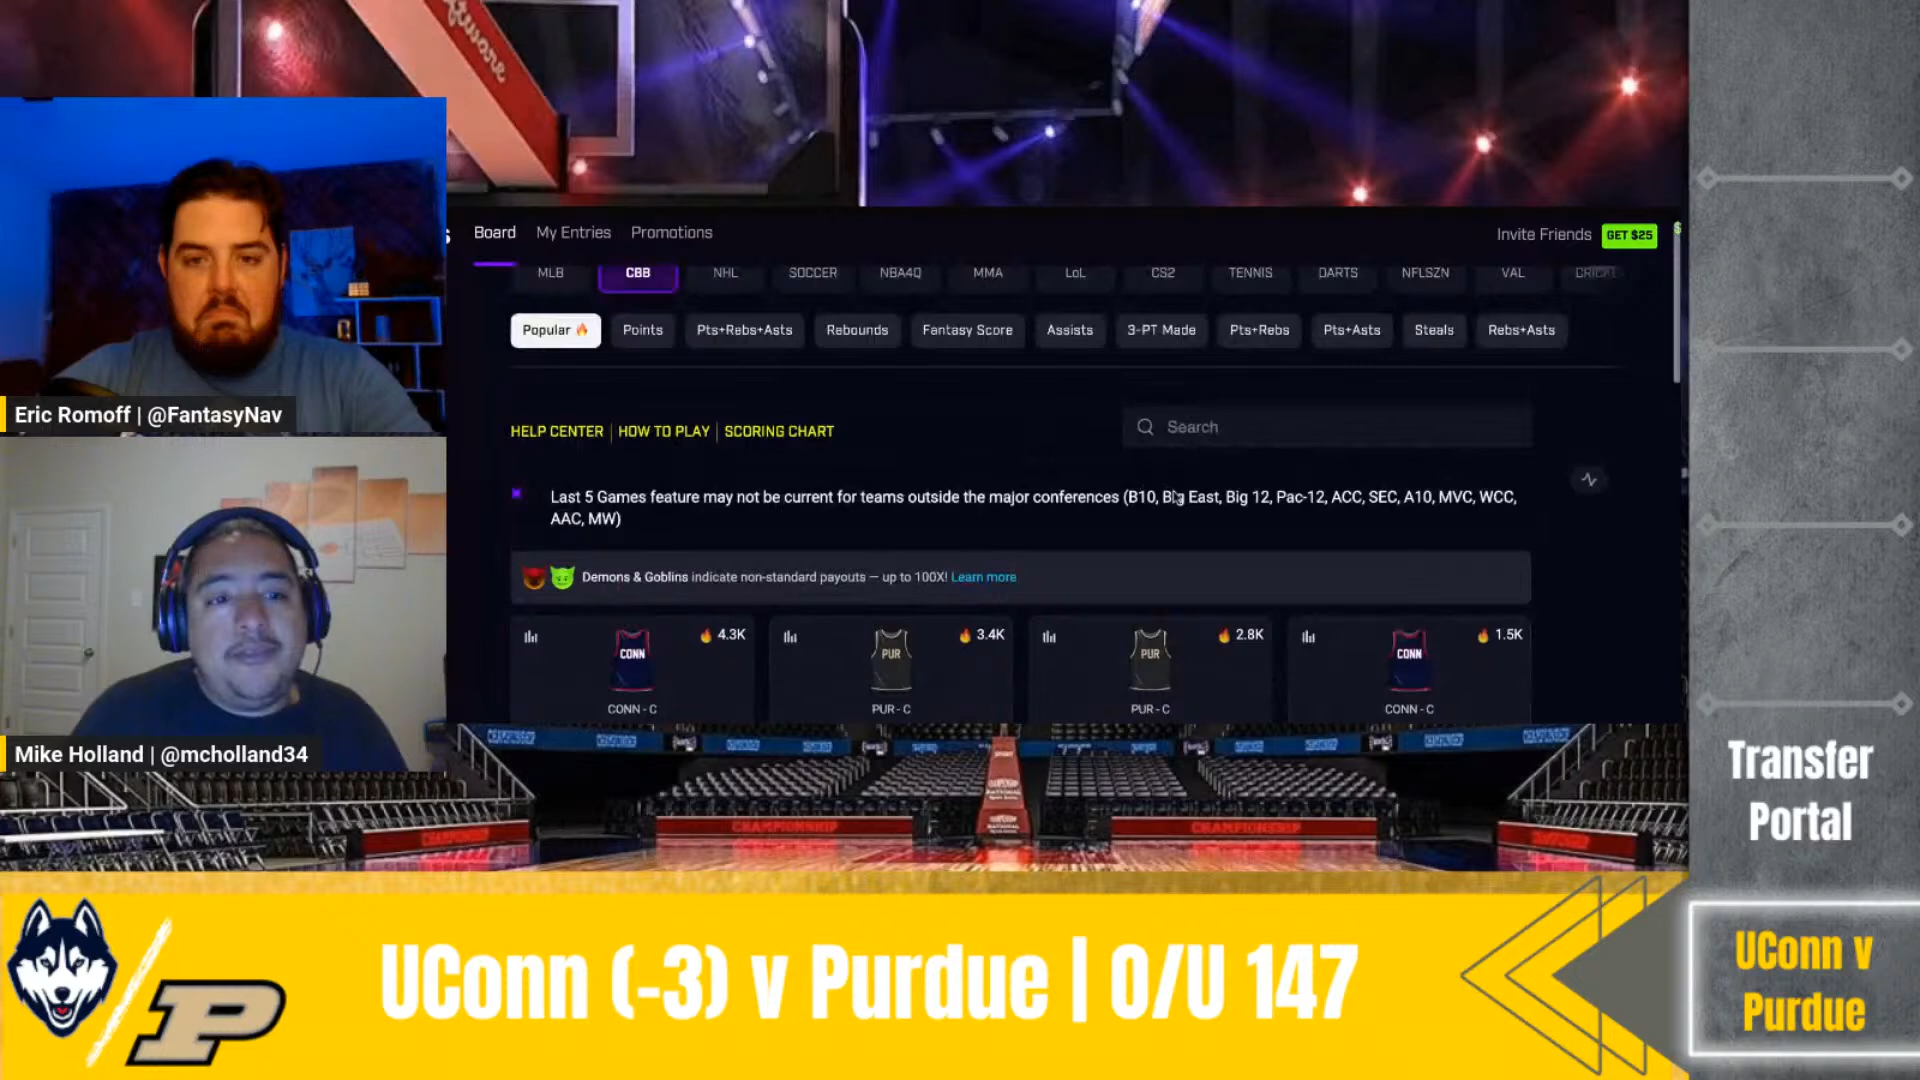 ftware
Board My Entries Promotions Invite Friends GET $25
MLB CBB NHL SOCCER NBA4Q MMA LoL CS2 TENNIS DARTS NFLSZN VAL CRICKET
Popular Points Pts+Rebs+Asts Rebounds Fantasy Score Assists 3-PT Made Pts+Rebs Pts+Asts Steals Rebs+Asts
HELP CENTER | HOW TO PLAY | SCORING CHART Search
Last 5 Games feature may not be current for teams outside the major conferences (B10, Big East, Big 12, Pac-12, ACC, SEC, A10, MVC, WCC,
AAC, MW)
Demons & Goblins indicate non-standard payouts — up to 100X! Learn more
4.3K 3.4K 2.8K 1.5K
CONN PUR PUR CONN
CONN - C PUR - C PUR - C CONN - C
Eric Romoff | @FantasyNav
Mike Holland | @mcholland34
CHAMPIONSHIP CHAMPIONSHIP
Transfer
Portal
P
UConn (-3) v Purdue | O/U 147
UConn v
Purdue